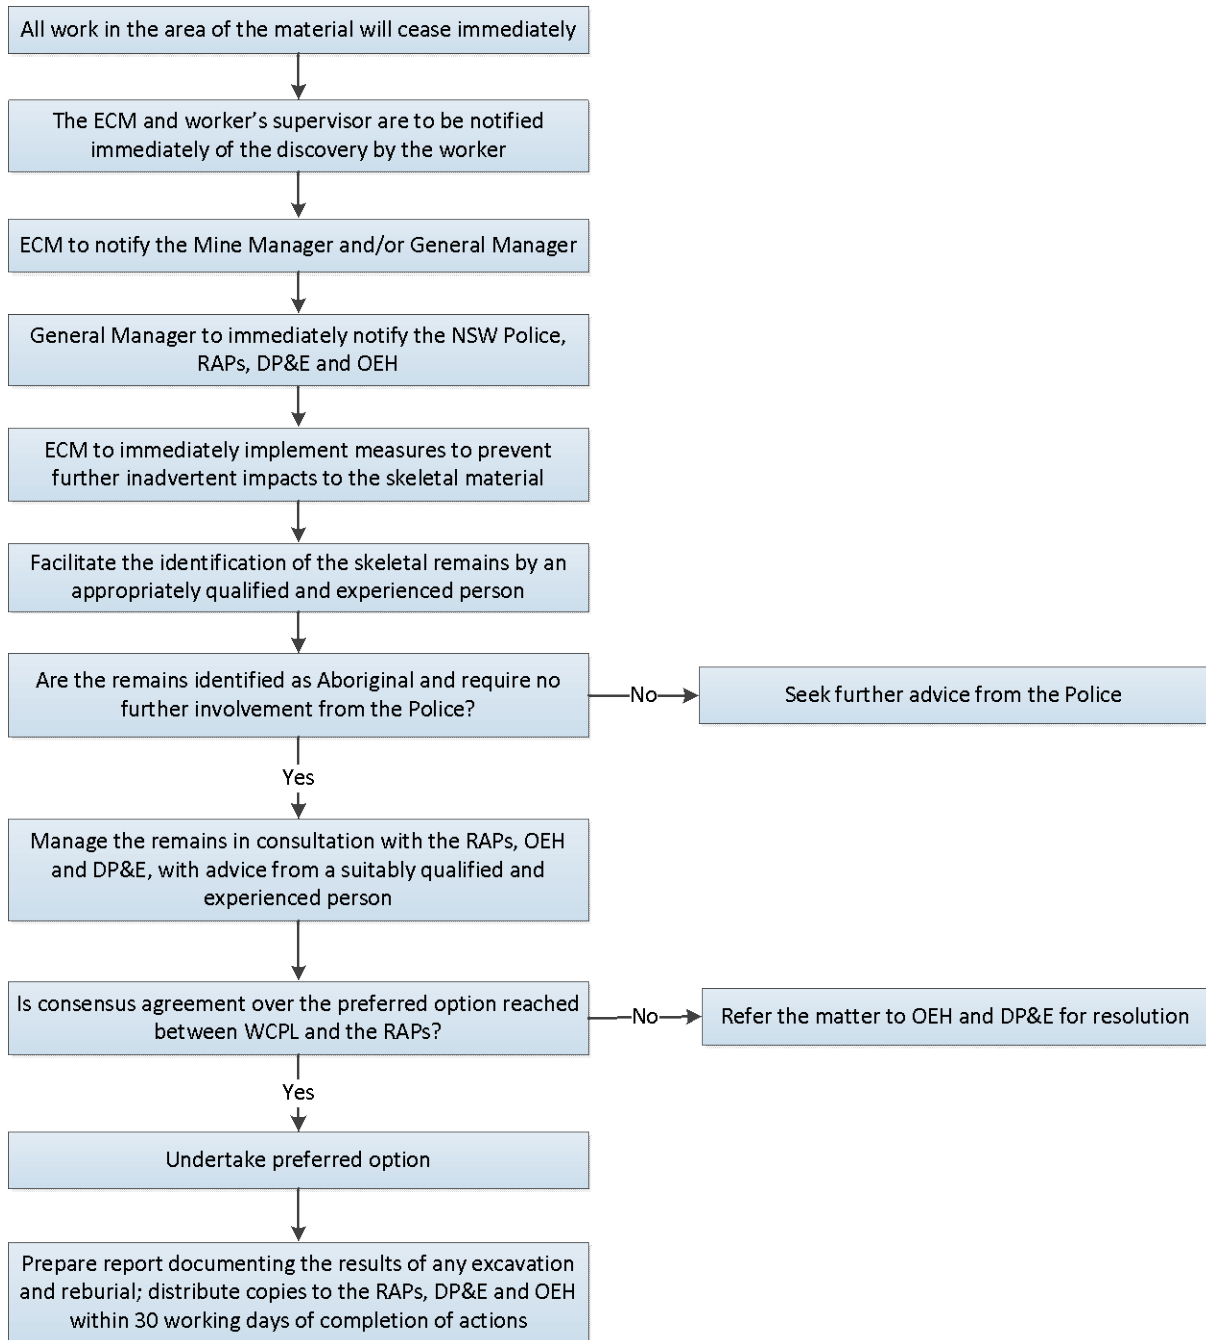 All work in the area of the material will cease immediately
The ECM and worker's supervisor are to be notified
immediately of the discovery by the worker
ECM to notify the Mine Manager and/or General Manager
General Manager to immediately notify the NSW Police,
RAPs, DP&E and OEH
ECM to immediately implement measures to prevent
further inadvertent impacts to the skeletal material
Facilitate the identification of the skeletal remains by an
appropriately qualified and experienced person
Are the remains identified as Aboriginal and require no
further involvement from the Police?
No
Seek further advice from the Police
Yes
Manage the remains in consultation with the RAPs, OEH
and DP&E, with advice from a suitably qualified and
experienced person
Is consensus agreement over the preferred option reached
between WCPL and the RAPs?
No
Refer the matter to OEH and DP&E for resolution
Yes
Undertake preferred option
Prepare report documenting the results of any excavation
and reburial; distribute copies to the RAPs, DP&E and OEH
within 30 working days of completion of actions